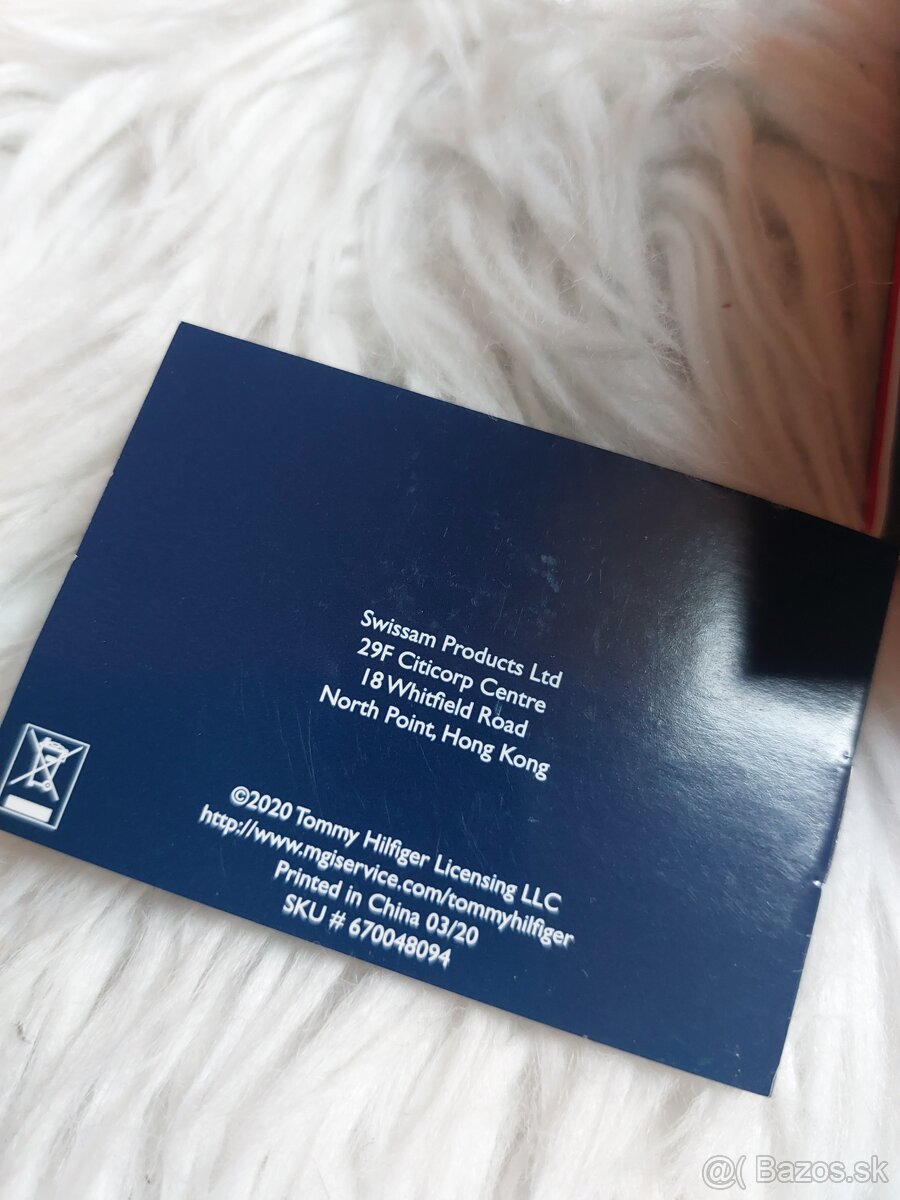 Swissam Products Ltd
29F Citicorp Centre
18 Whitfield Road
North Point, Hong Kong
©2020 Tommy Hilfiger Licensing LLC
http://www.mgiservice.com/tommyhilfiger
Printed in China 03/20
SKU # 670048094
@( Bazos.sk